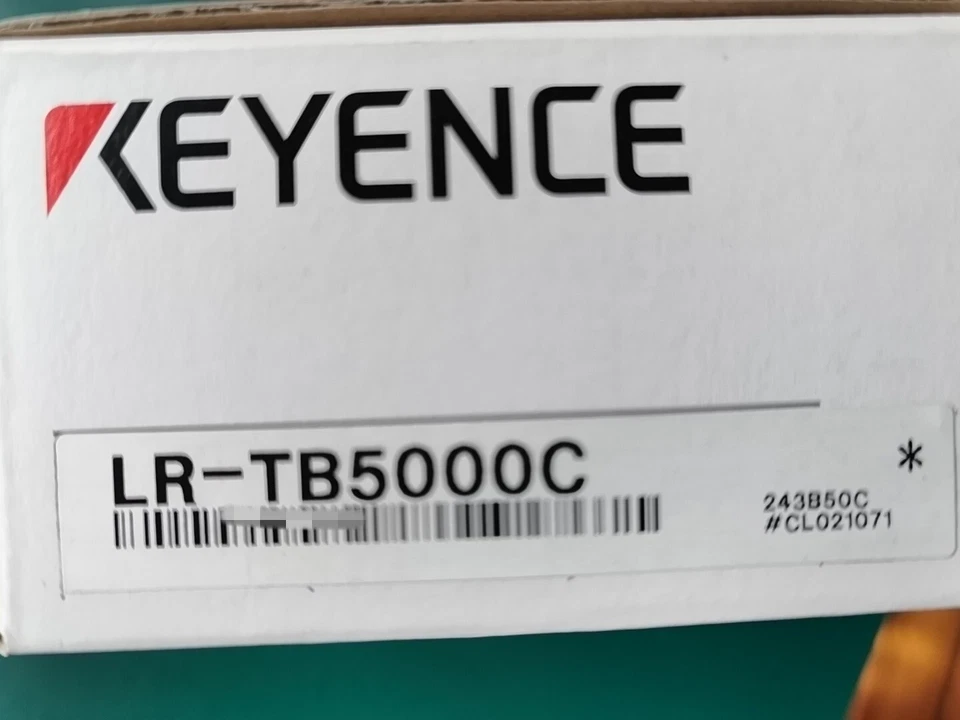 KEYENCE
LR-TB5000C
*
243B50C
#CL021071